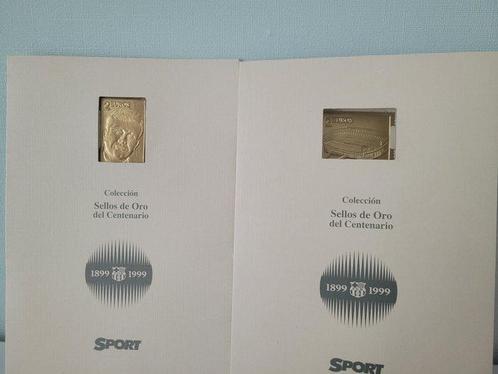 Colección
Sellos de Oro
del Centenario
1899 1999
SPORT
Colección
Sellos de Oro
del Centenario
1899 1999
SPORT